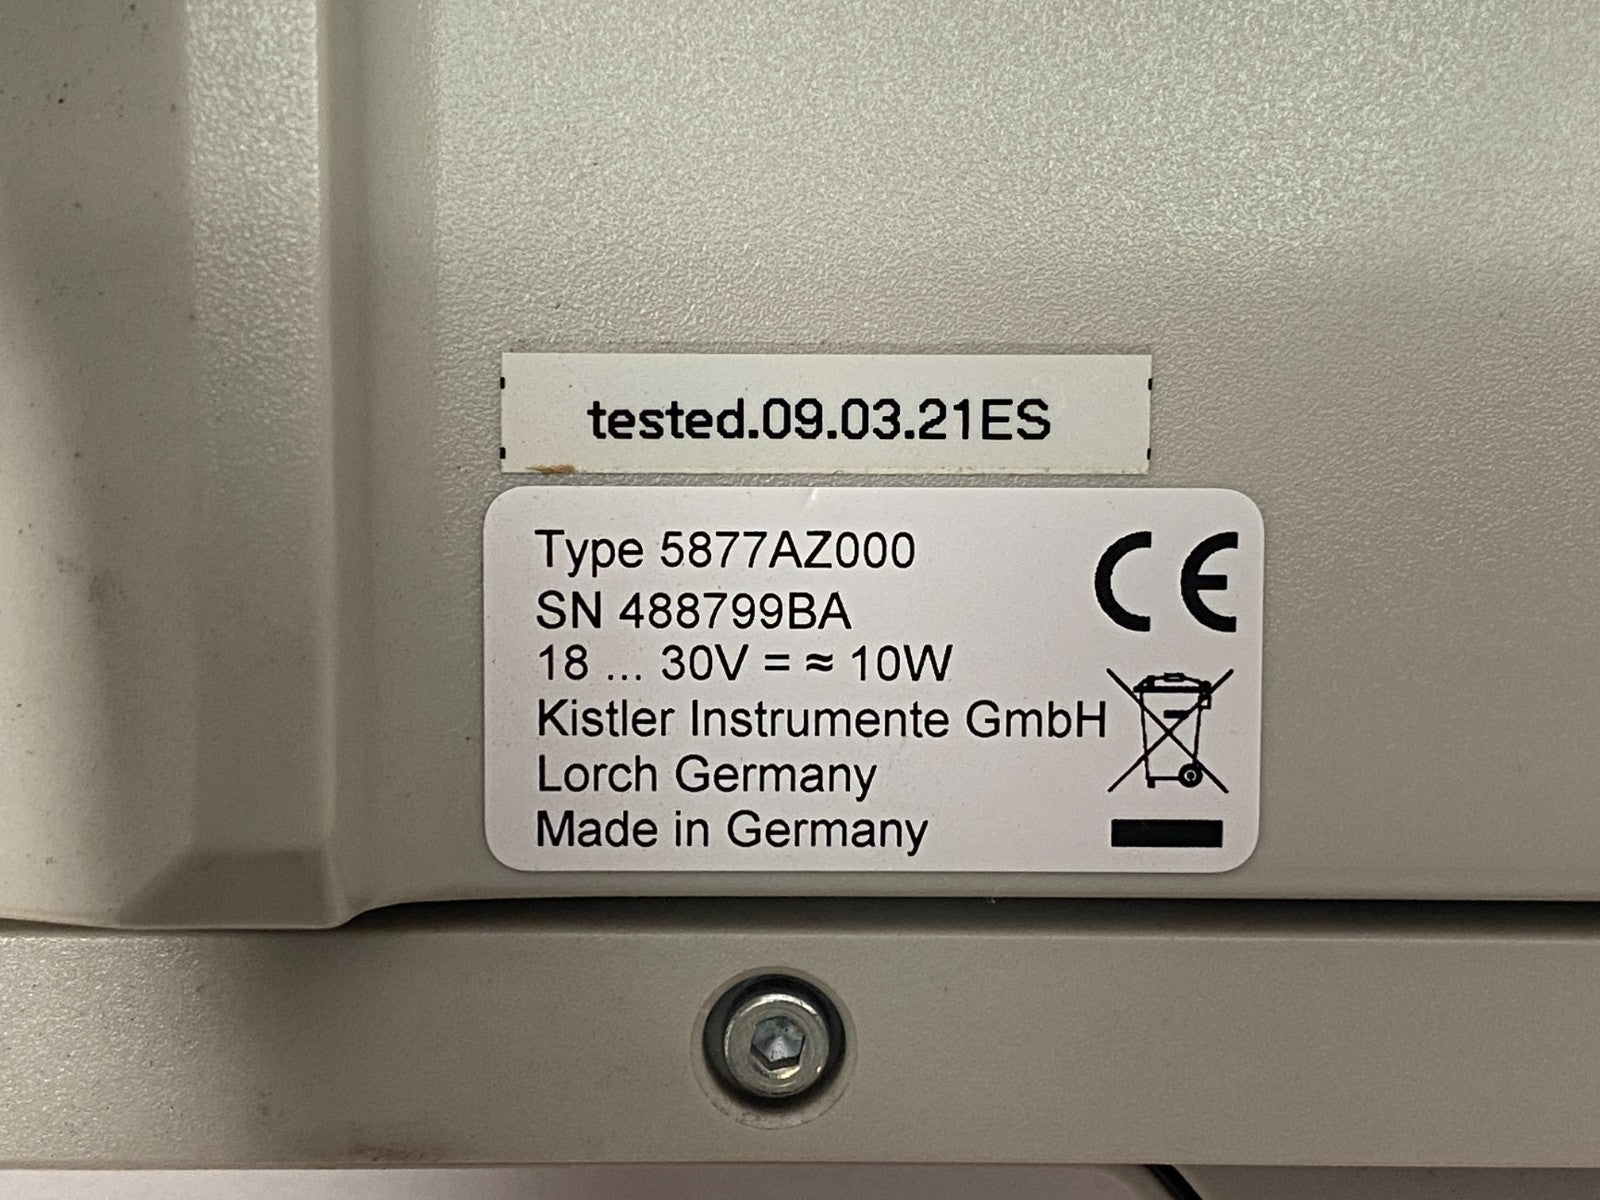 tested.09.03.21ES
Type 5877AZ000
SN 488799BA
18 ... 30V = ≈ 10W
Kistler Instrumente GmbH
Lorch Germany
Made in Germany
CE